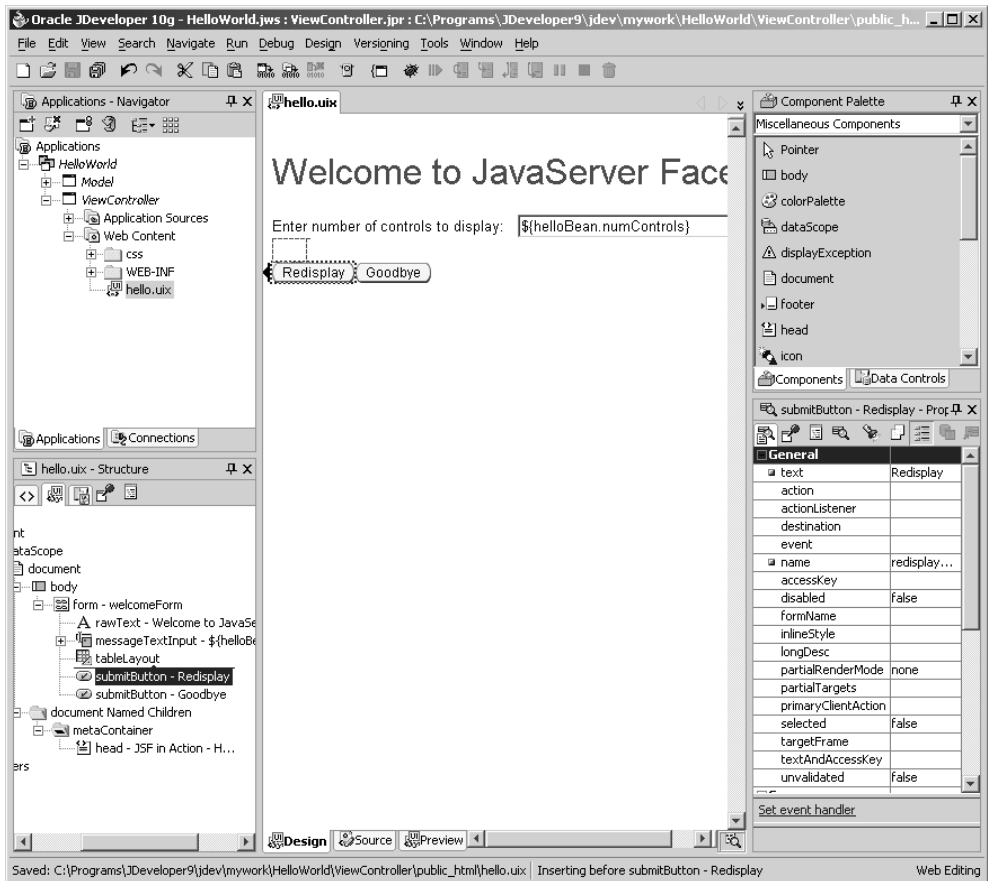 Oracle JDeveloper 10g - HelloWorld.jws : ViewController.jpr : C:\Programs\JDeveloper9\jdev\mywork\HelloWorld\ViewController\public_h...
File Edit View Search Navigate Run Debug Design Versioning Tools Window Help
Applications - Navigator
Applications
HelloWorld
Model
ViewController
Application Sources
Web Content
css
WEB-INF
hello.uix
Applications Connections
hello.uix - Structure
nt
ataScope
document
body
form - welcomeForm
rawText - Welcome to JavaSe
messageTextInput - ${helloBe
tableLayout
submitButton - Redisplay
submitButton - Goodbye
document Named Children
metaContainer
head - JSF in Action - H...
ers
hello.uix
Welcome to JavaServer Face
Enter number of controls to display: ${helloBean.numControls}
Redisplay Goodbye
Design Source Preview
Component Palette
Miscellaneous Components
Pointer
body
colorPalette
dataScope
displayException
document
footer
head
icon
Components Data Controls
submitButton - Redisplay - Prop
General
text Redisplay
action
actionListener
destination
event
name redisplay...
accessKey
disabled false
formName
inlineStyle
longDesc
partialRenderMode none
partialTargets
primaryClientAction
selected false
targetFrame
textAndAccessKey
unvalidated false
Set event handler
Saved: C:\Programs\JDeveloper9\jdev\mywork\HelloWorld\ViewController\public_html\hello.uix Inserting before submitButton - Redisplay Web Editing